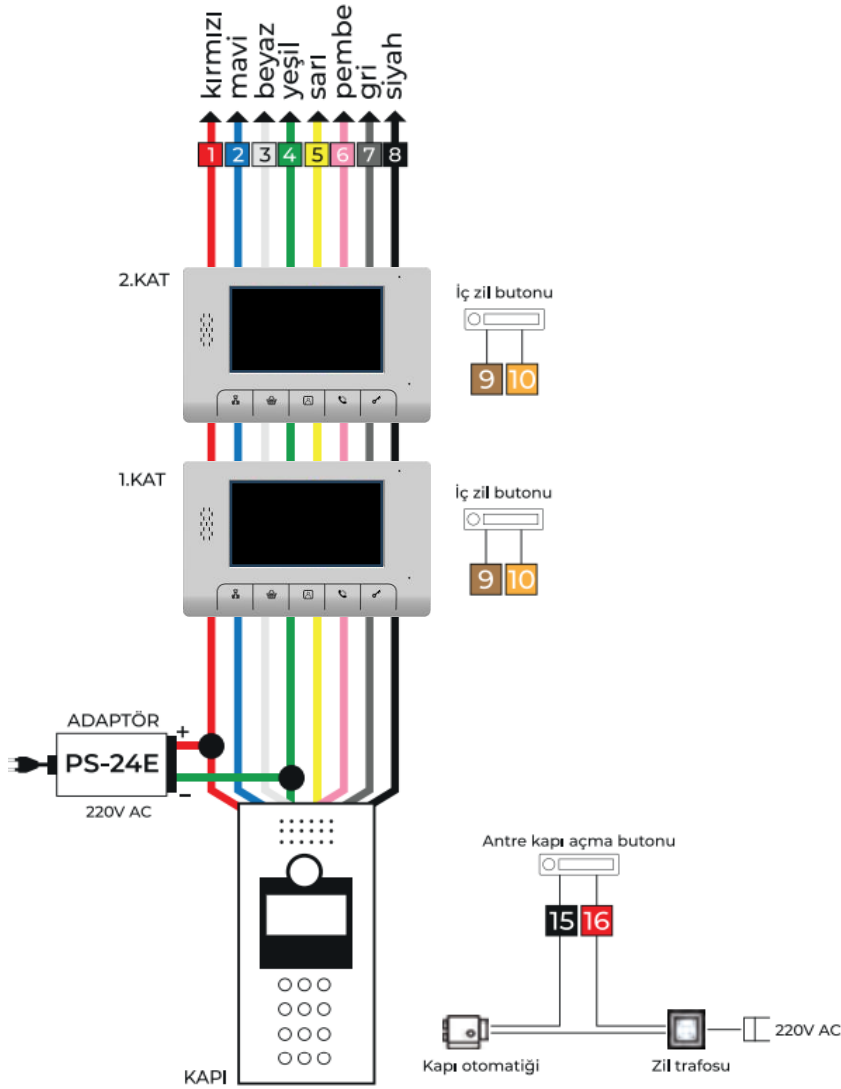 kırmızı
mavi
beyaz
yeşil
sarı
pembe
gri
siyah
1 2 3 4 5 6 7 8
2.KAT
İç zil butonu
9 10
1.KAT
İç zil butonu
9 10
ADAPTÖR
+
PS-24E
–
220V AC
KAPI
Antre kapı açma butonu
15 16
220V AC
Kapı otomatiği
Zil trafosu